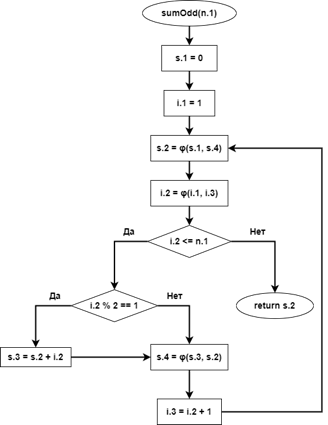 sumOdd(n.1)
s.1 = 0
i.1 = 1
s.2 = φ(s.1, s.4)
i.2 = φ(i.1, i.3)
i.2 <= n.1
Да
Нет
i.2 % 2 == 1
return s.2
Да
Нет
s.3 = s.2 + i.2
s.4 = φ(s.3, s.2)
i.3 = i.2 + 1